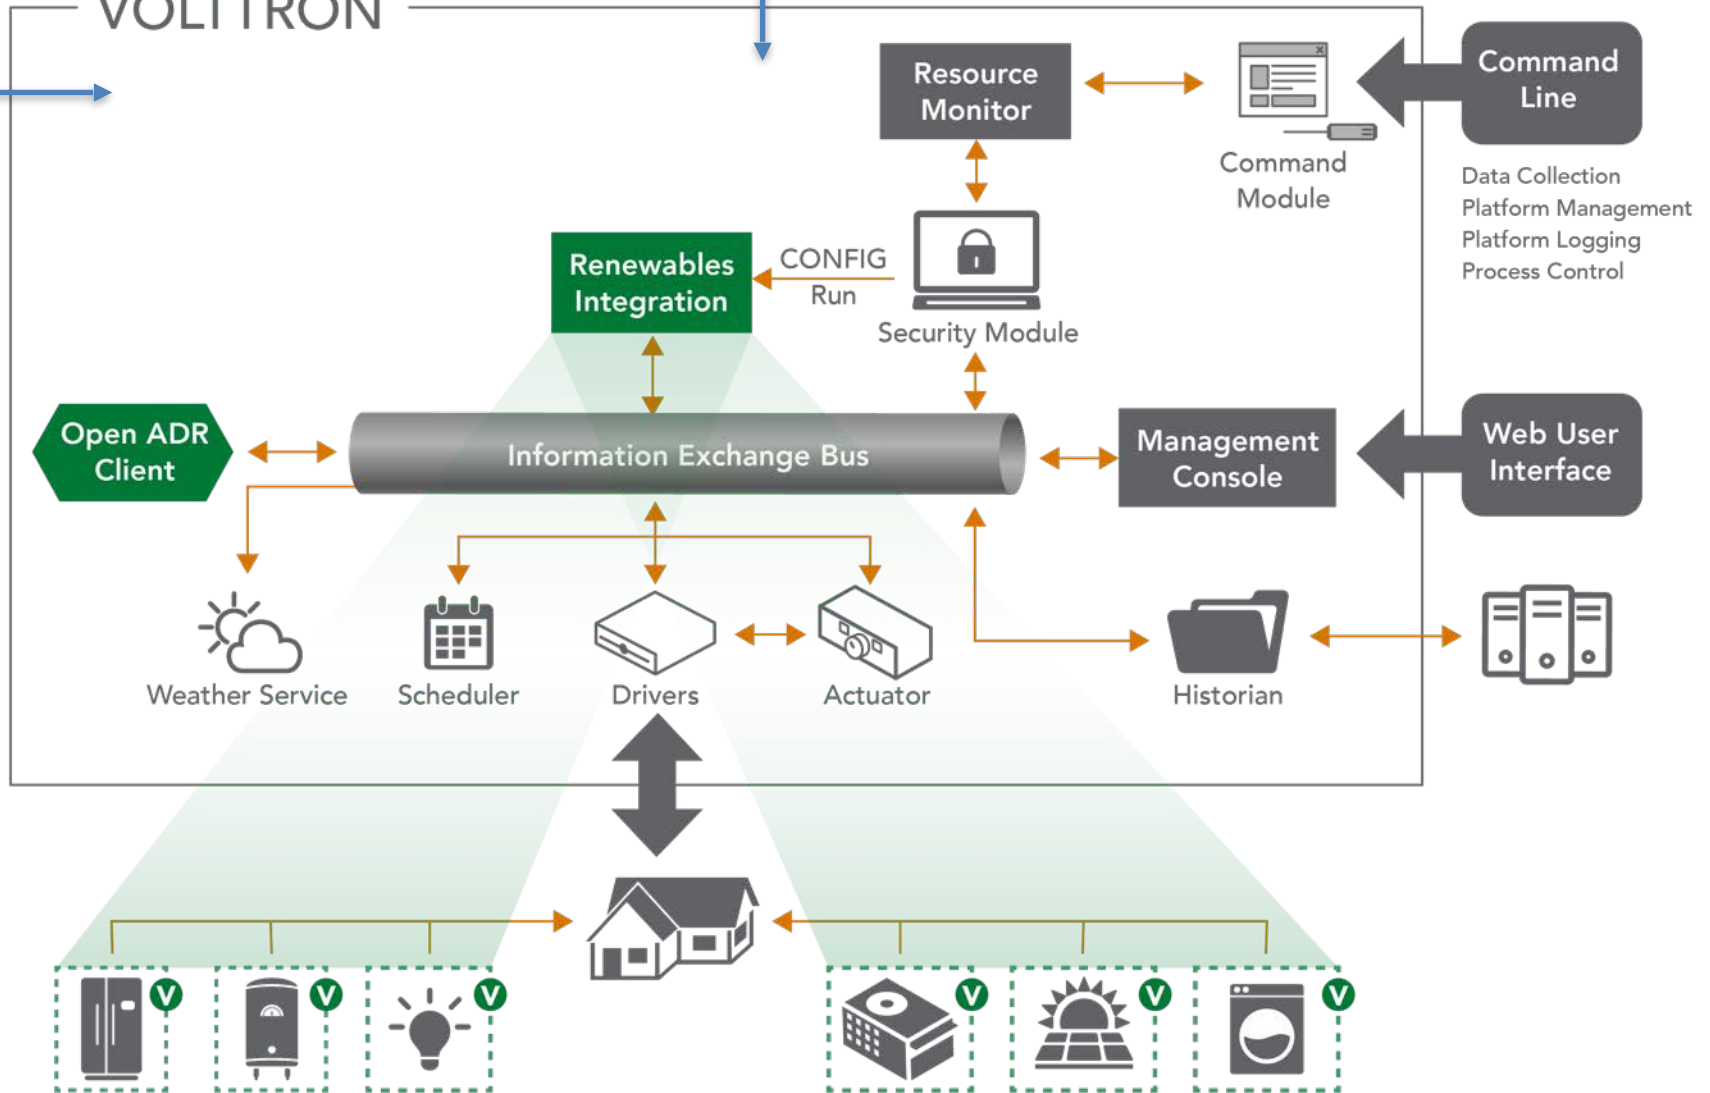 VOLTTRON
Resource
Monitor
Command
Module
Command
Line
Data Collection
Platform Management
Platform Logging
Process Control
Renewables
Integration
CONFIG
Run
Security Module
Open ADR
Client
Information Exchange Bus
Management
Console
Web User
Interface
Weather Service
Scheduler
Drivers
Actuator
Historian
V
V
V
V
V
V